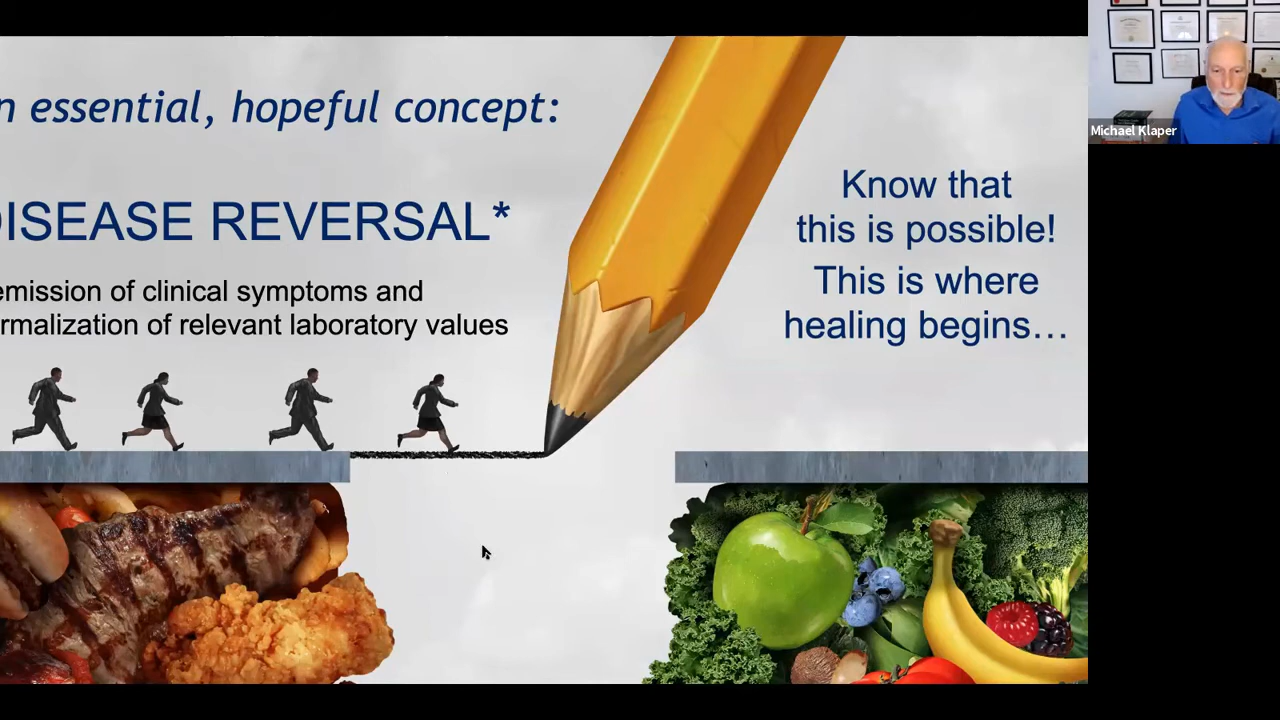 n essential, hopeful concept:
DISEASE REVERSAL*
emission of clinical symptoms and
rmalization of relevant laboratory values
Know that
this is possible!
This is where
healing begins…
Michael Klaper